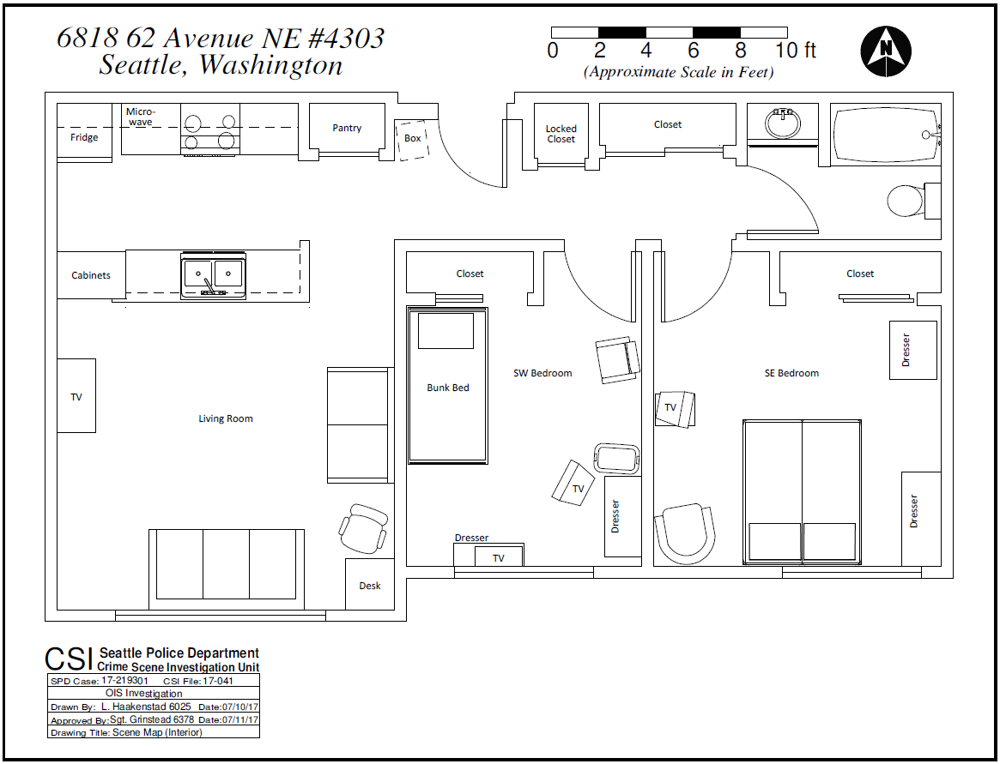 6818 62 Avenue NE #4303
Seattle, Washington
0 2 4 6 8 10 ft
(Approximate Scale in Feet)
N
Fridge
Micro-
wave
Pantry
Box
Locked
Closet
Closet
Cabinets
Closet
Closet
TV
Living Room
Bunk Bed
SW Bedroom
SE Bedroom
Dresser
TV
TV
Dresser
Dresser
Dresser
TV
Desk
CSI Seattle Police Department
Crime Scene Investigation Unit
SPD Case: 17-219301 CSI File: 17-041
OIS Investigation
Drawn By: L. Haakenstad 6025 Date:07/10/17
Approved By:Sgt. Grinstead 6378 Date:07/11/17
Drawing Title: Scene Map (Interior)